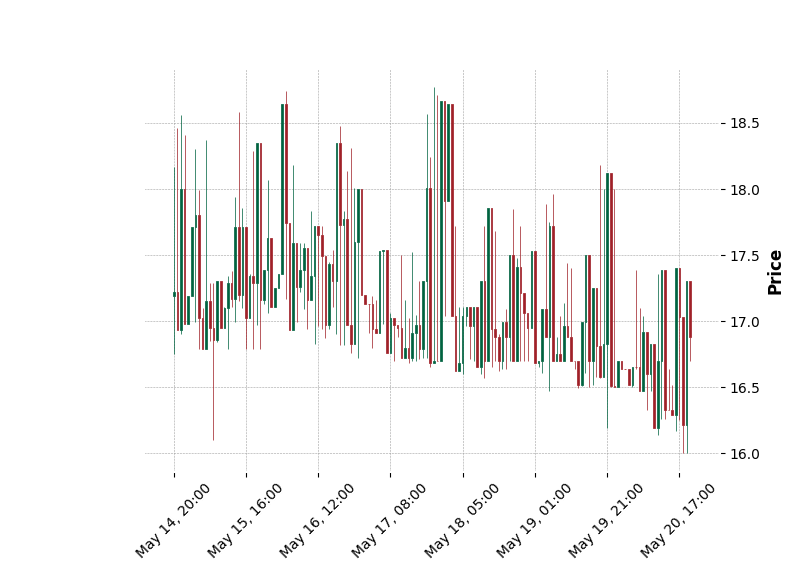 18.5
18.0
17.5
17.0
16.5
16.0
Price
May 14, 20:00
May 15, 16:00
May 16, 12:00
May 17, 08:00
May 18, 05:00
May 19, 01:00
May 19, 21:00
May 20, 17:00